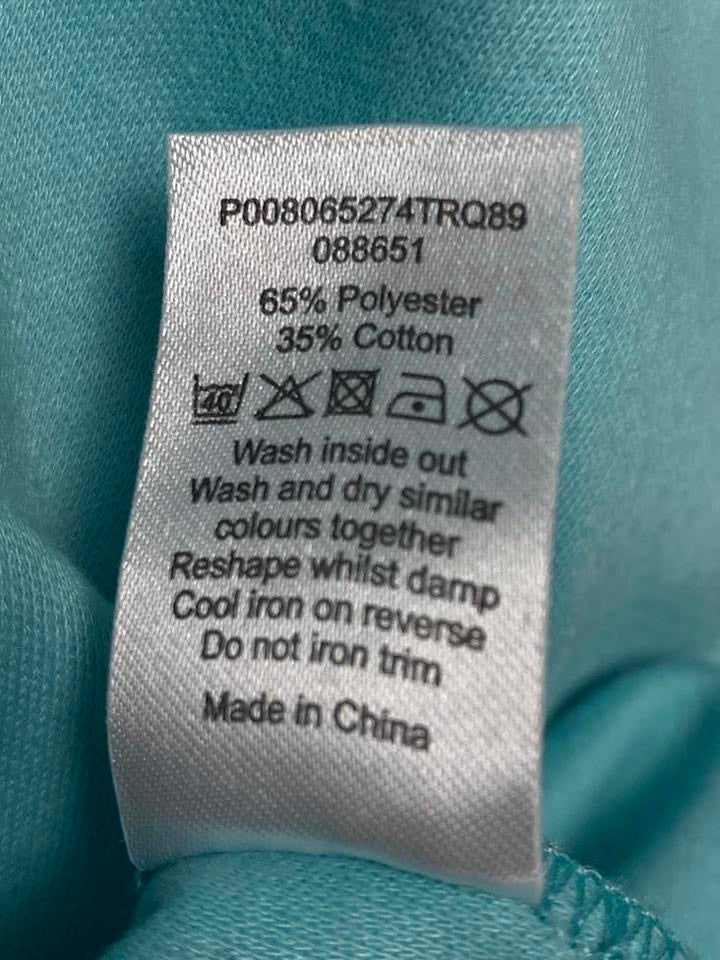 P008065274TRQ89
088651
65% Polyester
35% Cotton
40
Wash inside out
Wash and dry similar
colours together
Reshape whilst damp
Cool iron on reverse
Do not iron trim
Made in China